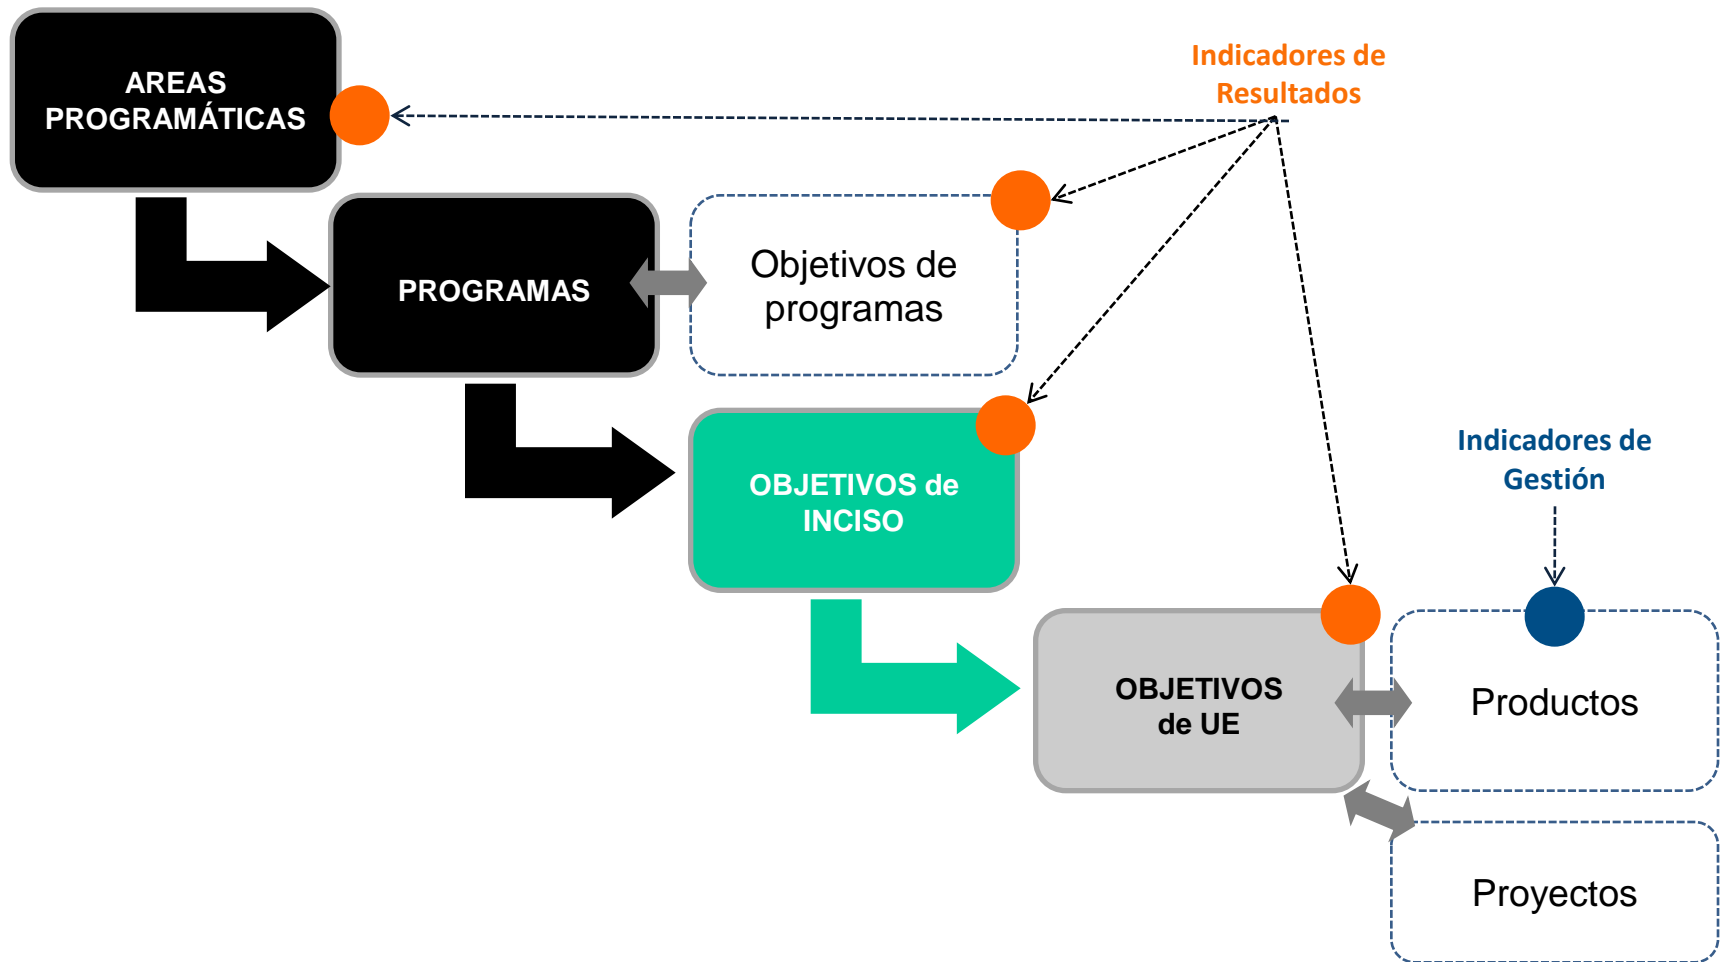 AREAS
PROGRAMÁTICAS
Indicadores de
Resultados
PROGRAMAS
Objetivos de
programas
OBJETIVOS de
INCISO
Indicadores de
Gestión
OBJETIVOS
de UE
Productos
Proyectos